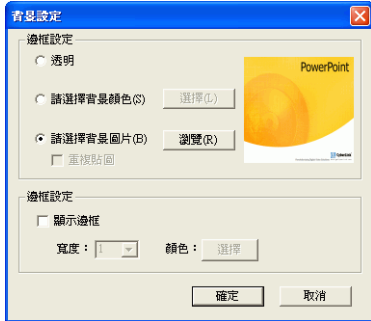 背景設定
邊框設定
透明
請選擇背景顏色(S)
選擇(L)
請選擇背景圖片(B)
瀏覽(R)
重複貼圖
PowerPoint
CyberLink
邊框設定
顯示邊框
寬度：
1
顏色：
選擇
確定
取消